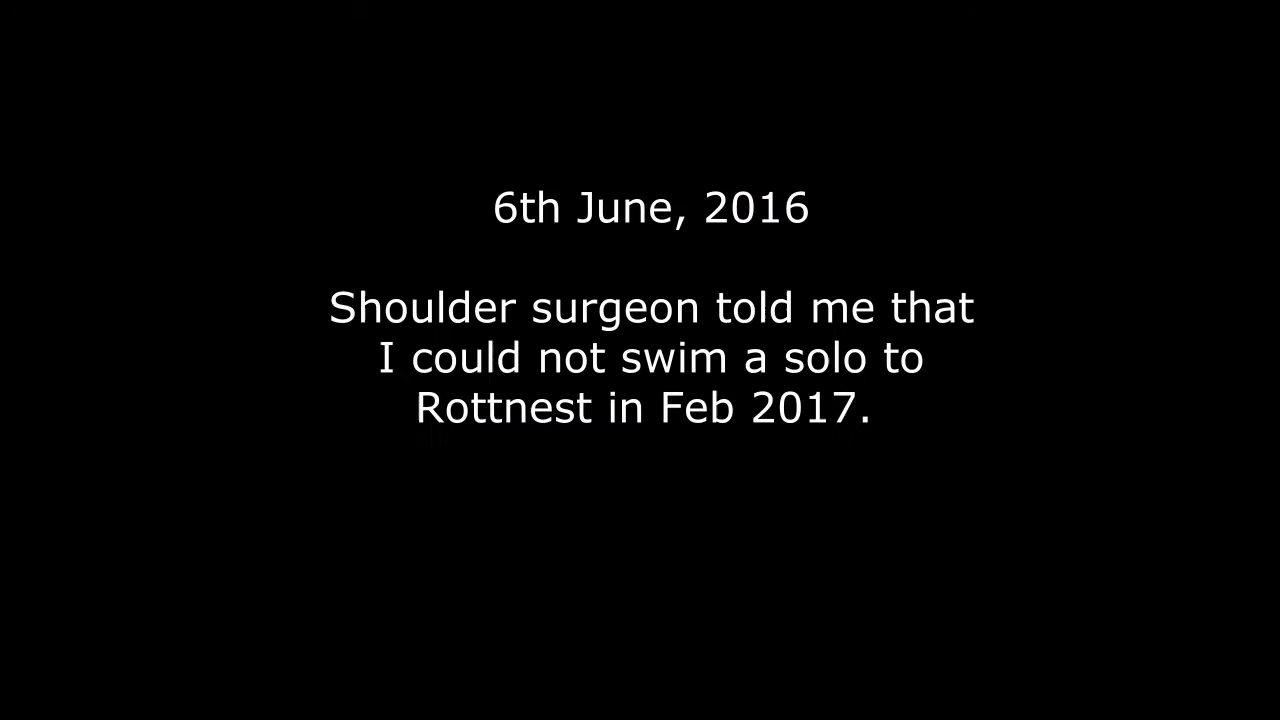 6th June, 2016
Shoulder surgeon told me that
I could not swim a solo to
Rottnest in Feb 2017.